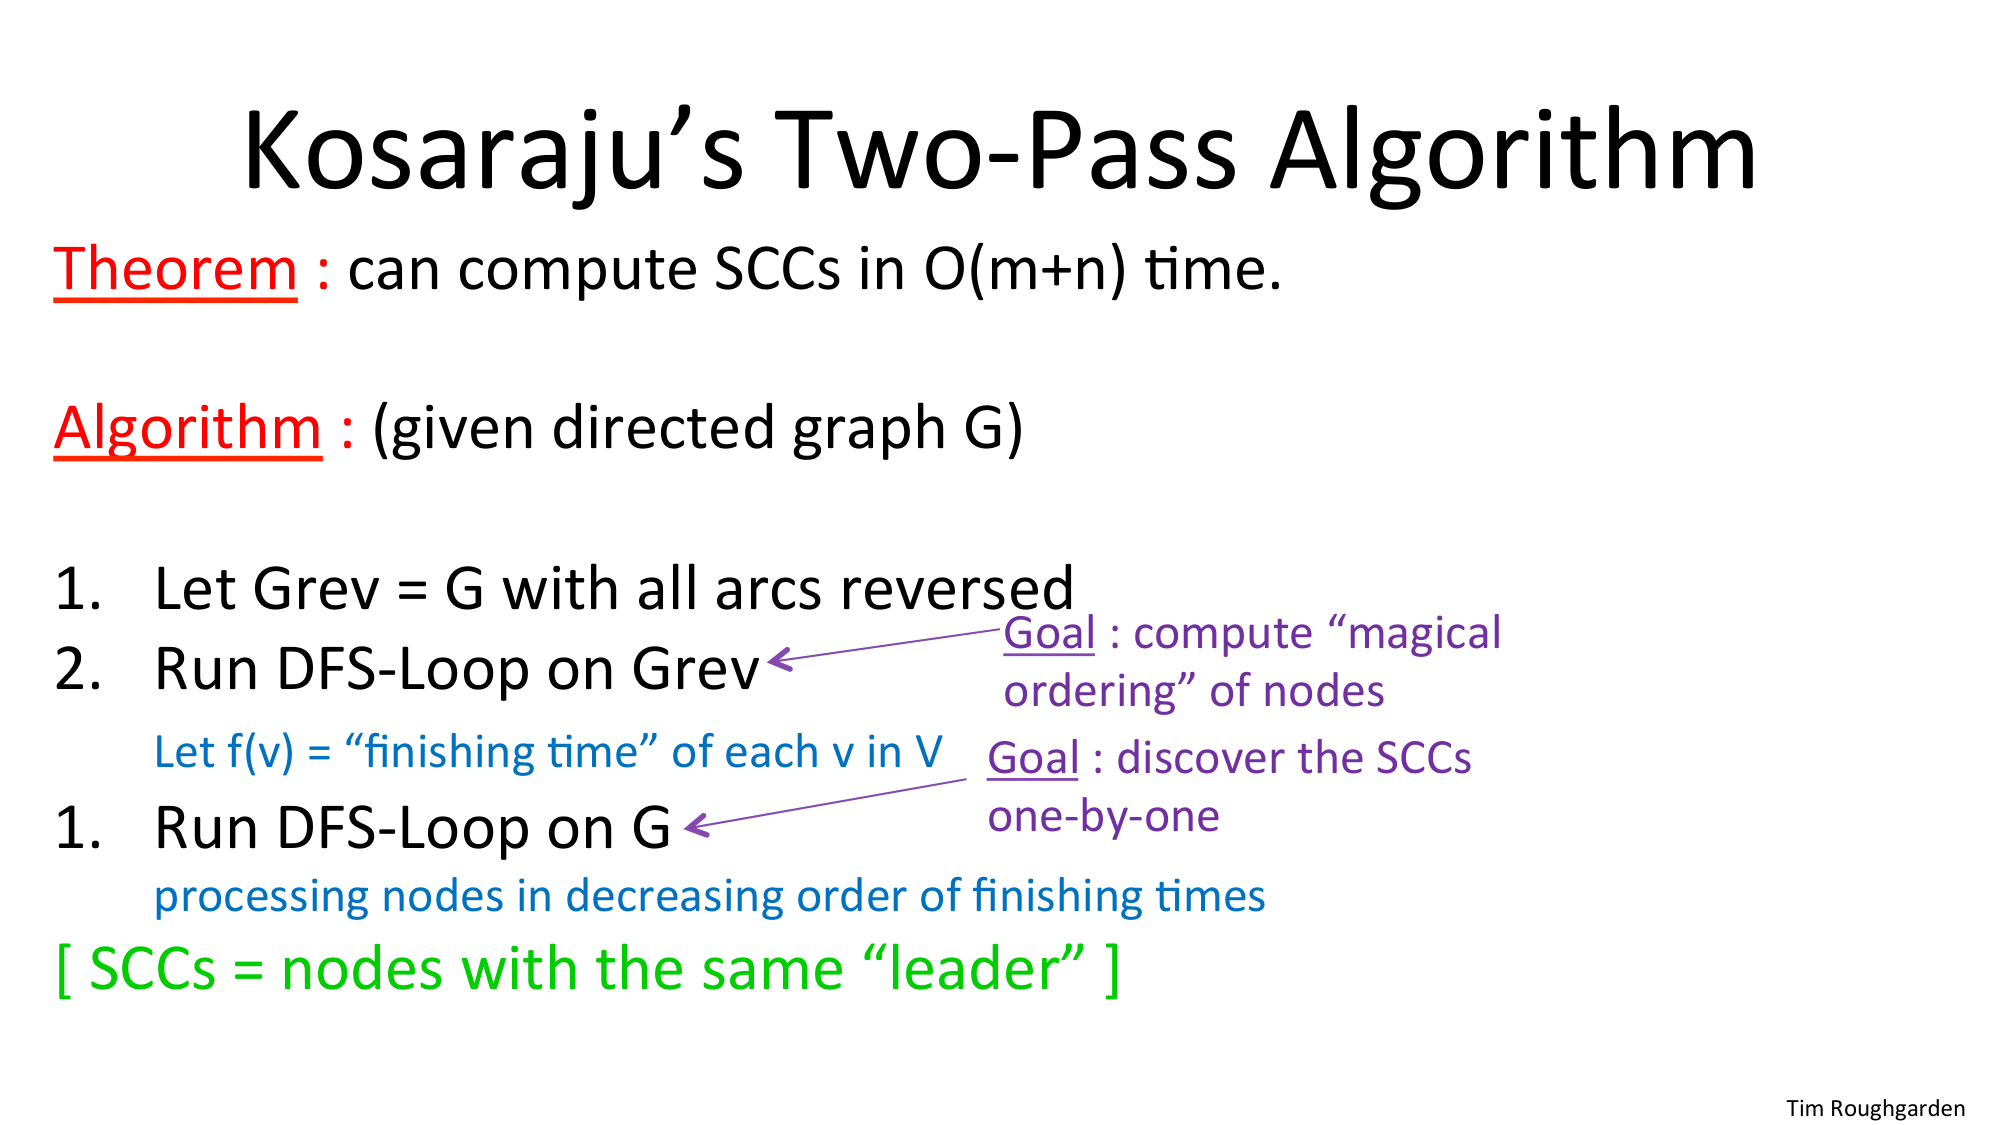 Kosaraju’s Two-Pass Algorithm
Theorem : can compute SCCs in O(m+n) time.
Algorithm : (given directed graph G)
1. Let Grev = G with all arcs reversed
2. Run DFS-Loop on Grev
Goal : compute “magical
ordering” of nodes
Let f(v) = “finishing time” of each v in V
Goal : discover the SCCs
one-by-one
1. Run DFS-Loop on G
processing nodes in decreasing order of finishing times
[ SCCs = nodes with the same “leader” ]
Tim Roughgarden